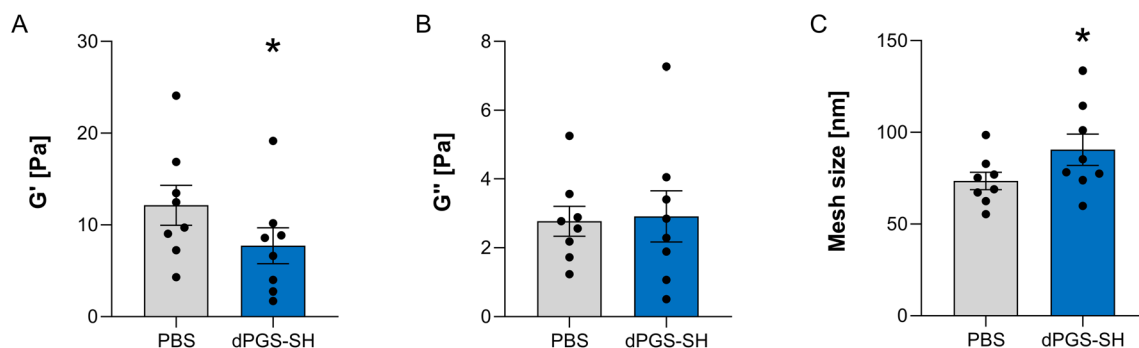 A
G' [Pa]
30
20
10
0
*
PBS
dPGS-SH
B
G'' [Pa]
8
6
4
2
0
PBS
dPGS-SH
C
Mesh size [nm]
150
100
50
0
*
PBS
dPGS-SH